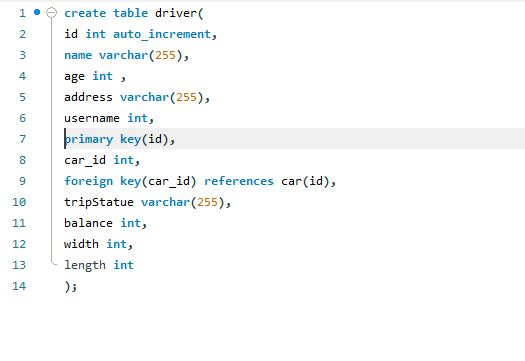 1 create table driver(
2 id int auto_increment,
3 name varchar(255),
4 age int ,
5 address varchar(255),
6 username int,
7 primary key(id),
8 car_id int,
9 foreign key(car_id) references car(id),
10 tripStatue varchar(255),
11 balance int,
12 width int,
13 length int
14 );